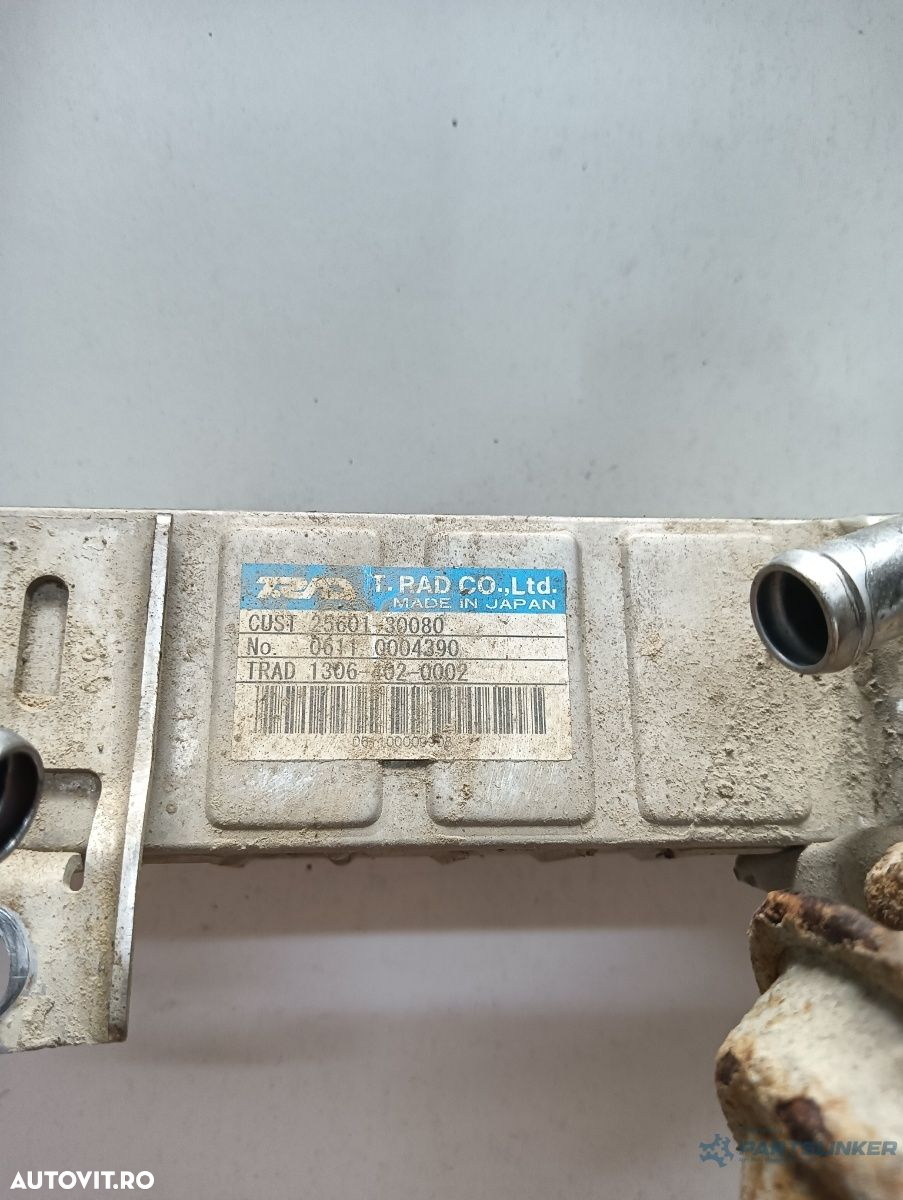 T.RAD T. RAD CO.,Ltd.
MADE IN JAPAN
CUST 25601-30080
No. 0611 0004390
TRAD 1306-402-0002
AUTOVIT.RO
PARTSLINKER